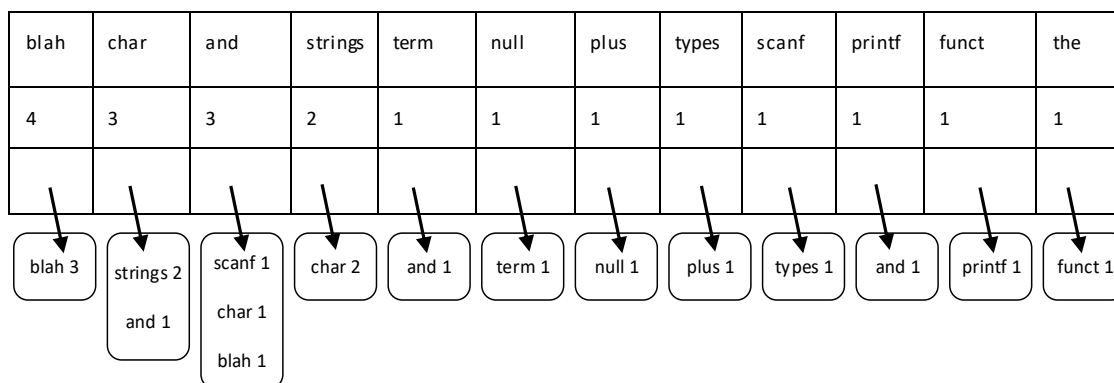 blah char and strings term null plus types scanf printf funct the
4 3 3 2 1 1 1 1 1 1 1 1
blah 3 strings 2 scanf 1 char 2 and 1 term 1 null 1 plus 1 types 1 and 1 printf 1 funct 1
and 1 char 1
blah 1